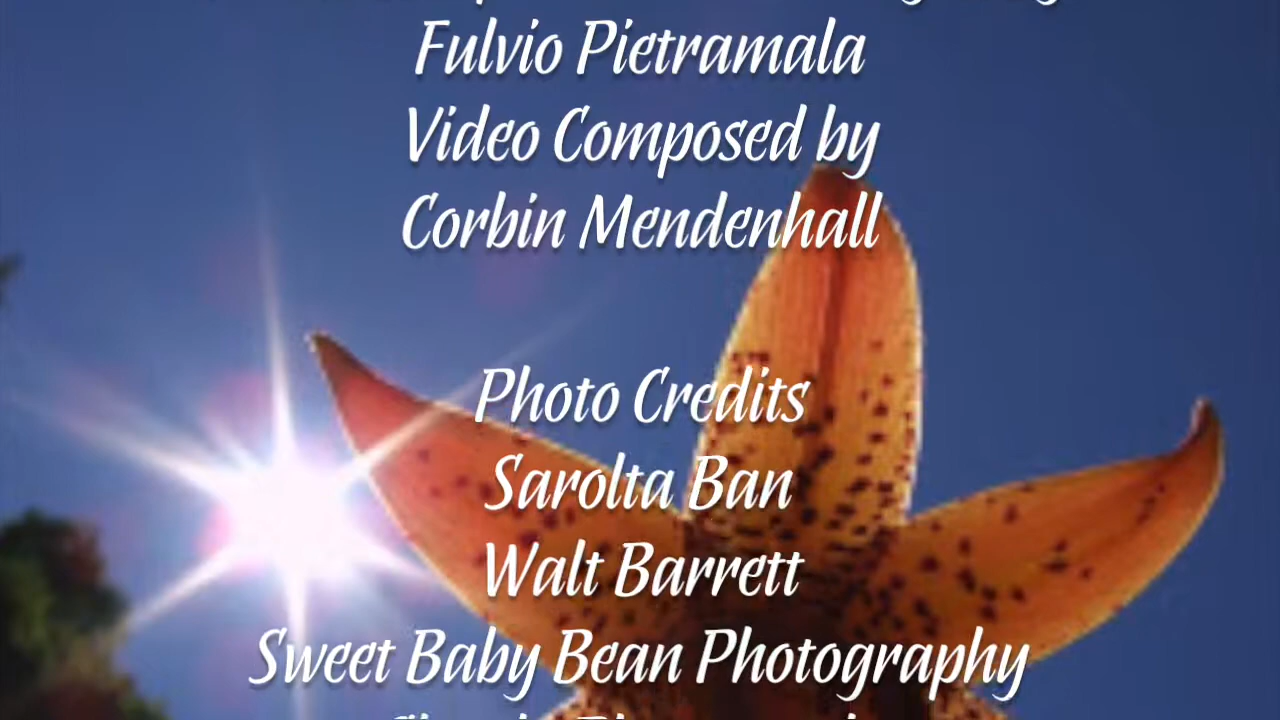 Fulvio Pietramala
Video Composed by
Corbin Mendenhall
Photo Credits
Sarolta Ban
Walt Barrett
Sweet Baby Bean Photography